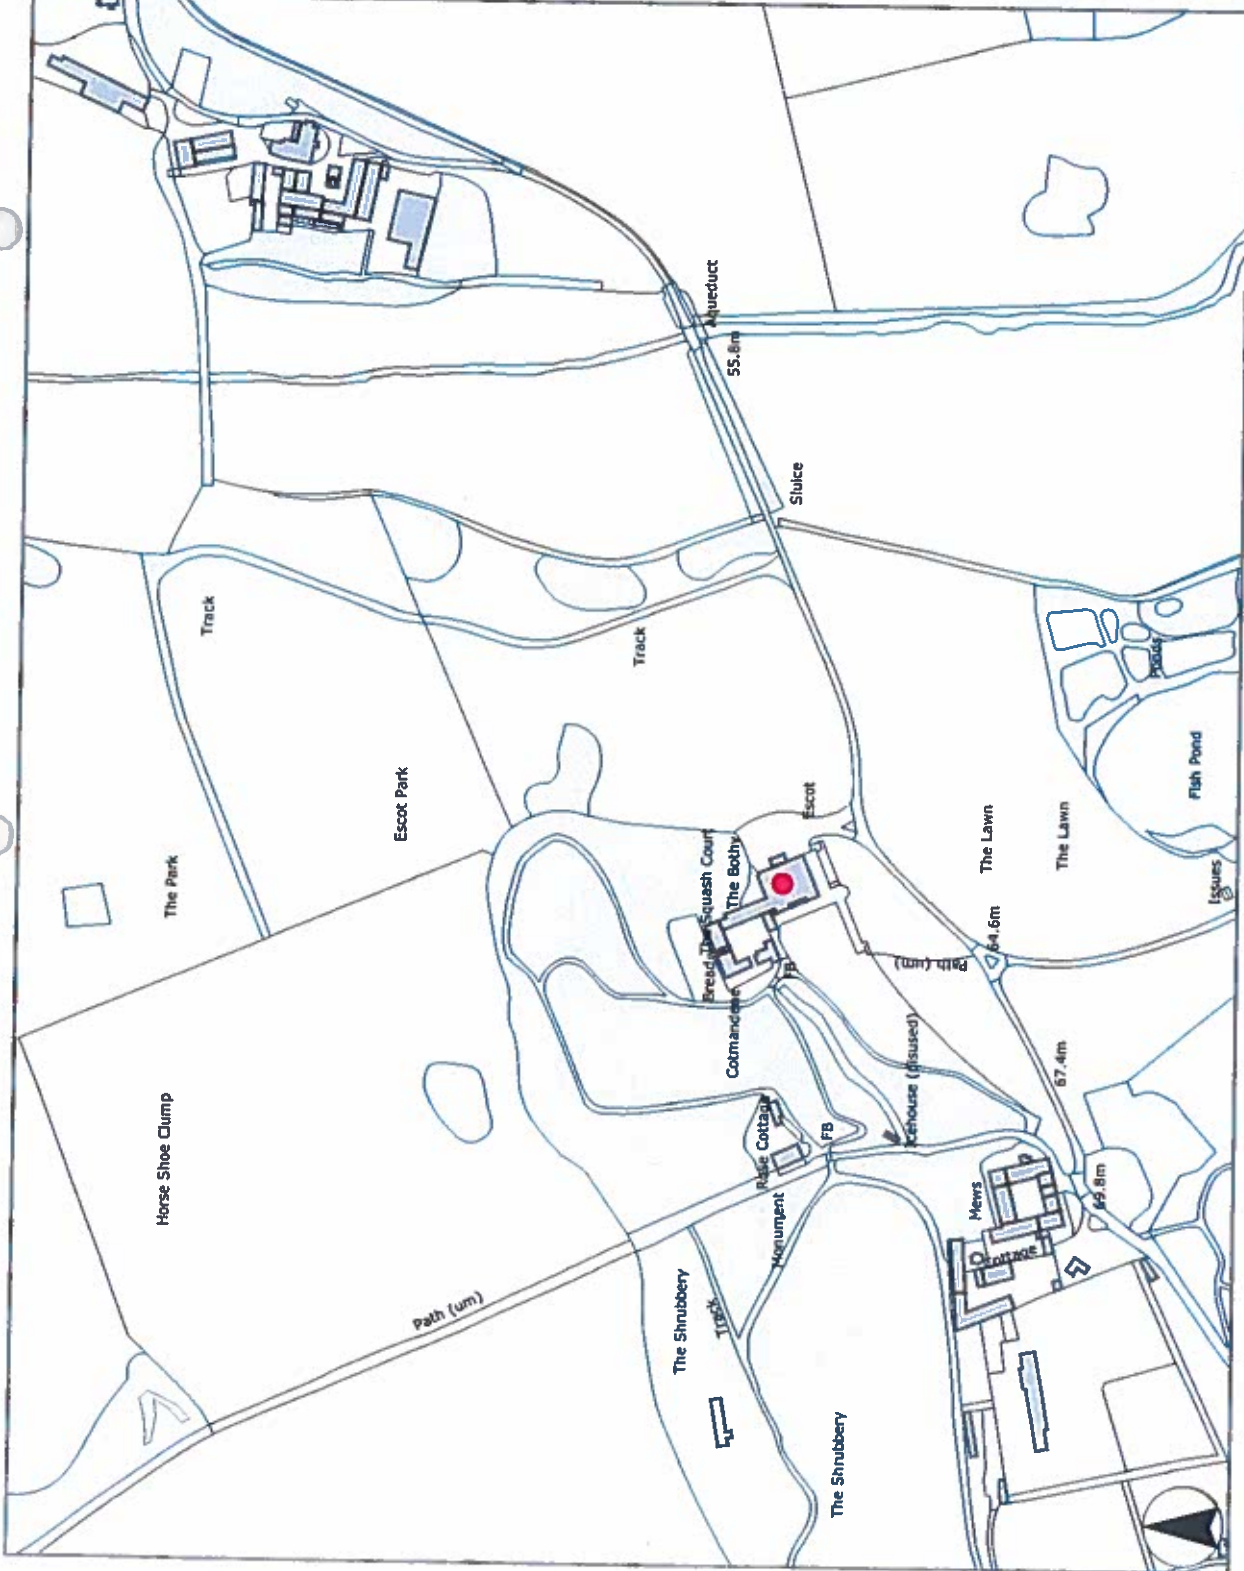 Aqueduct
55.8m
Sluice
Track
Track
Escot Park
The Park
Escot
The Squash Court
The Bothy
Bread
Cotmandene
FB
Path (um)
64.6m
The Lawn
The Lawn
Ponds
Fish Pond
Issues
67.4m
Icehouse (disused)
FB
Rose Cottage
Monument
Horse Shoe Clump
Path (um)
The Shrubbery
Track
The Shrubbery
Mews
Cottage
69.8m